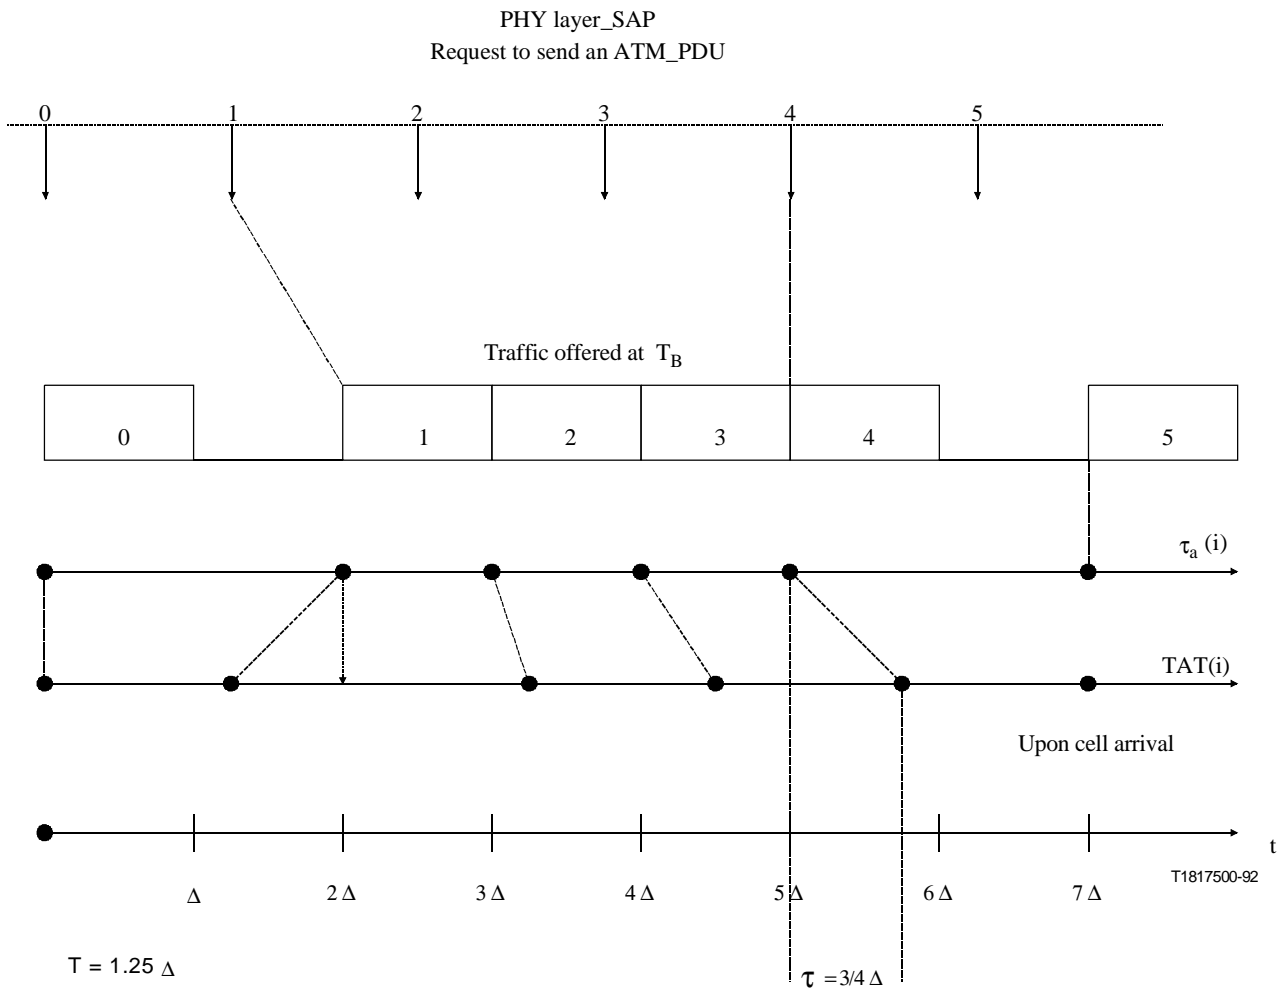 PHY layer_SAP
Request to send an ATM_PDU
0 1 2 3 4 5
Traffic offered at T_B
0 1 2 3 4 5
τₐ (i)
TAT(i)
Upon cell arrival
t
T1817500-92
Δ 2 Δ 3 Δ 4 Δ 5 Δ 6 Δ 7 Δ
T = 1.25 Δ
τ =3/4 Δ